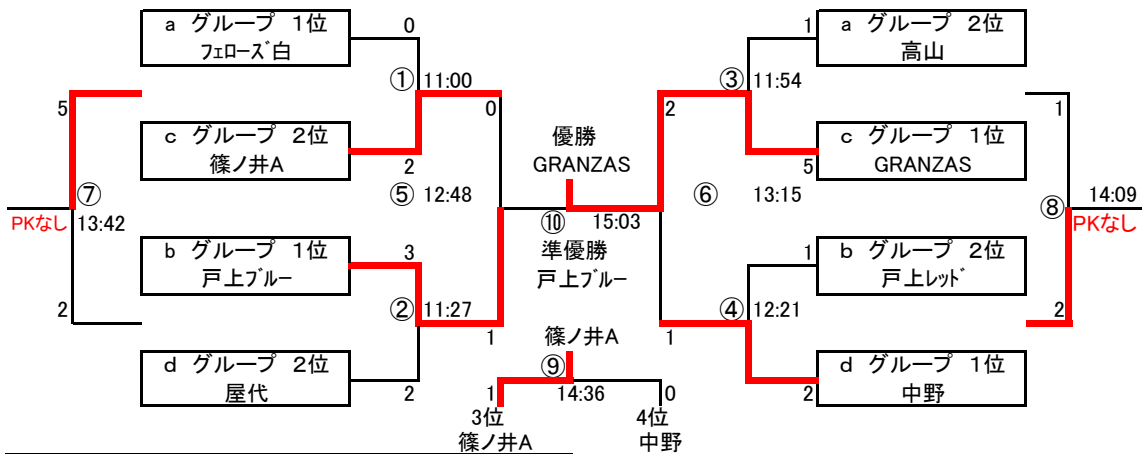 a グループ 1位
フェローズ白
0
1
a グループ 2位
高山
① 11:00
③ 11:54
5
0
2
1
c グループ 2位
篠ノ井A
2
優勝
GRANZAS
5
c グループ 1位
GRANZAS
⑦
⑤ 12:48
⑥ 13:15
⑧
14:09
PKなし
13:42
⑩ 15:03
PKなし
b グループ 1位
戸上ブルー
3
準優勝
戸上ブルー
1
b グループ 2位
戸上レッド
2
② 11:27
④ 12:21
2
1
篠ノ井A
1
d グループ 2位
屋代
2
⑨
1
14:36
0
2
d グループ 1位
中野
3位
篠ノ井A
4位
中野